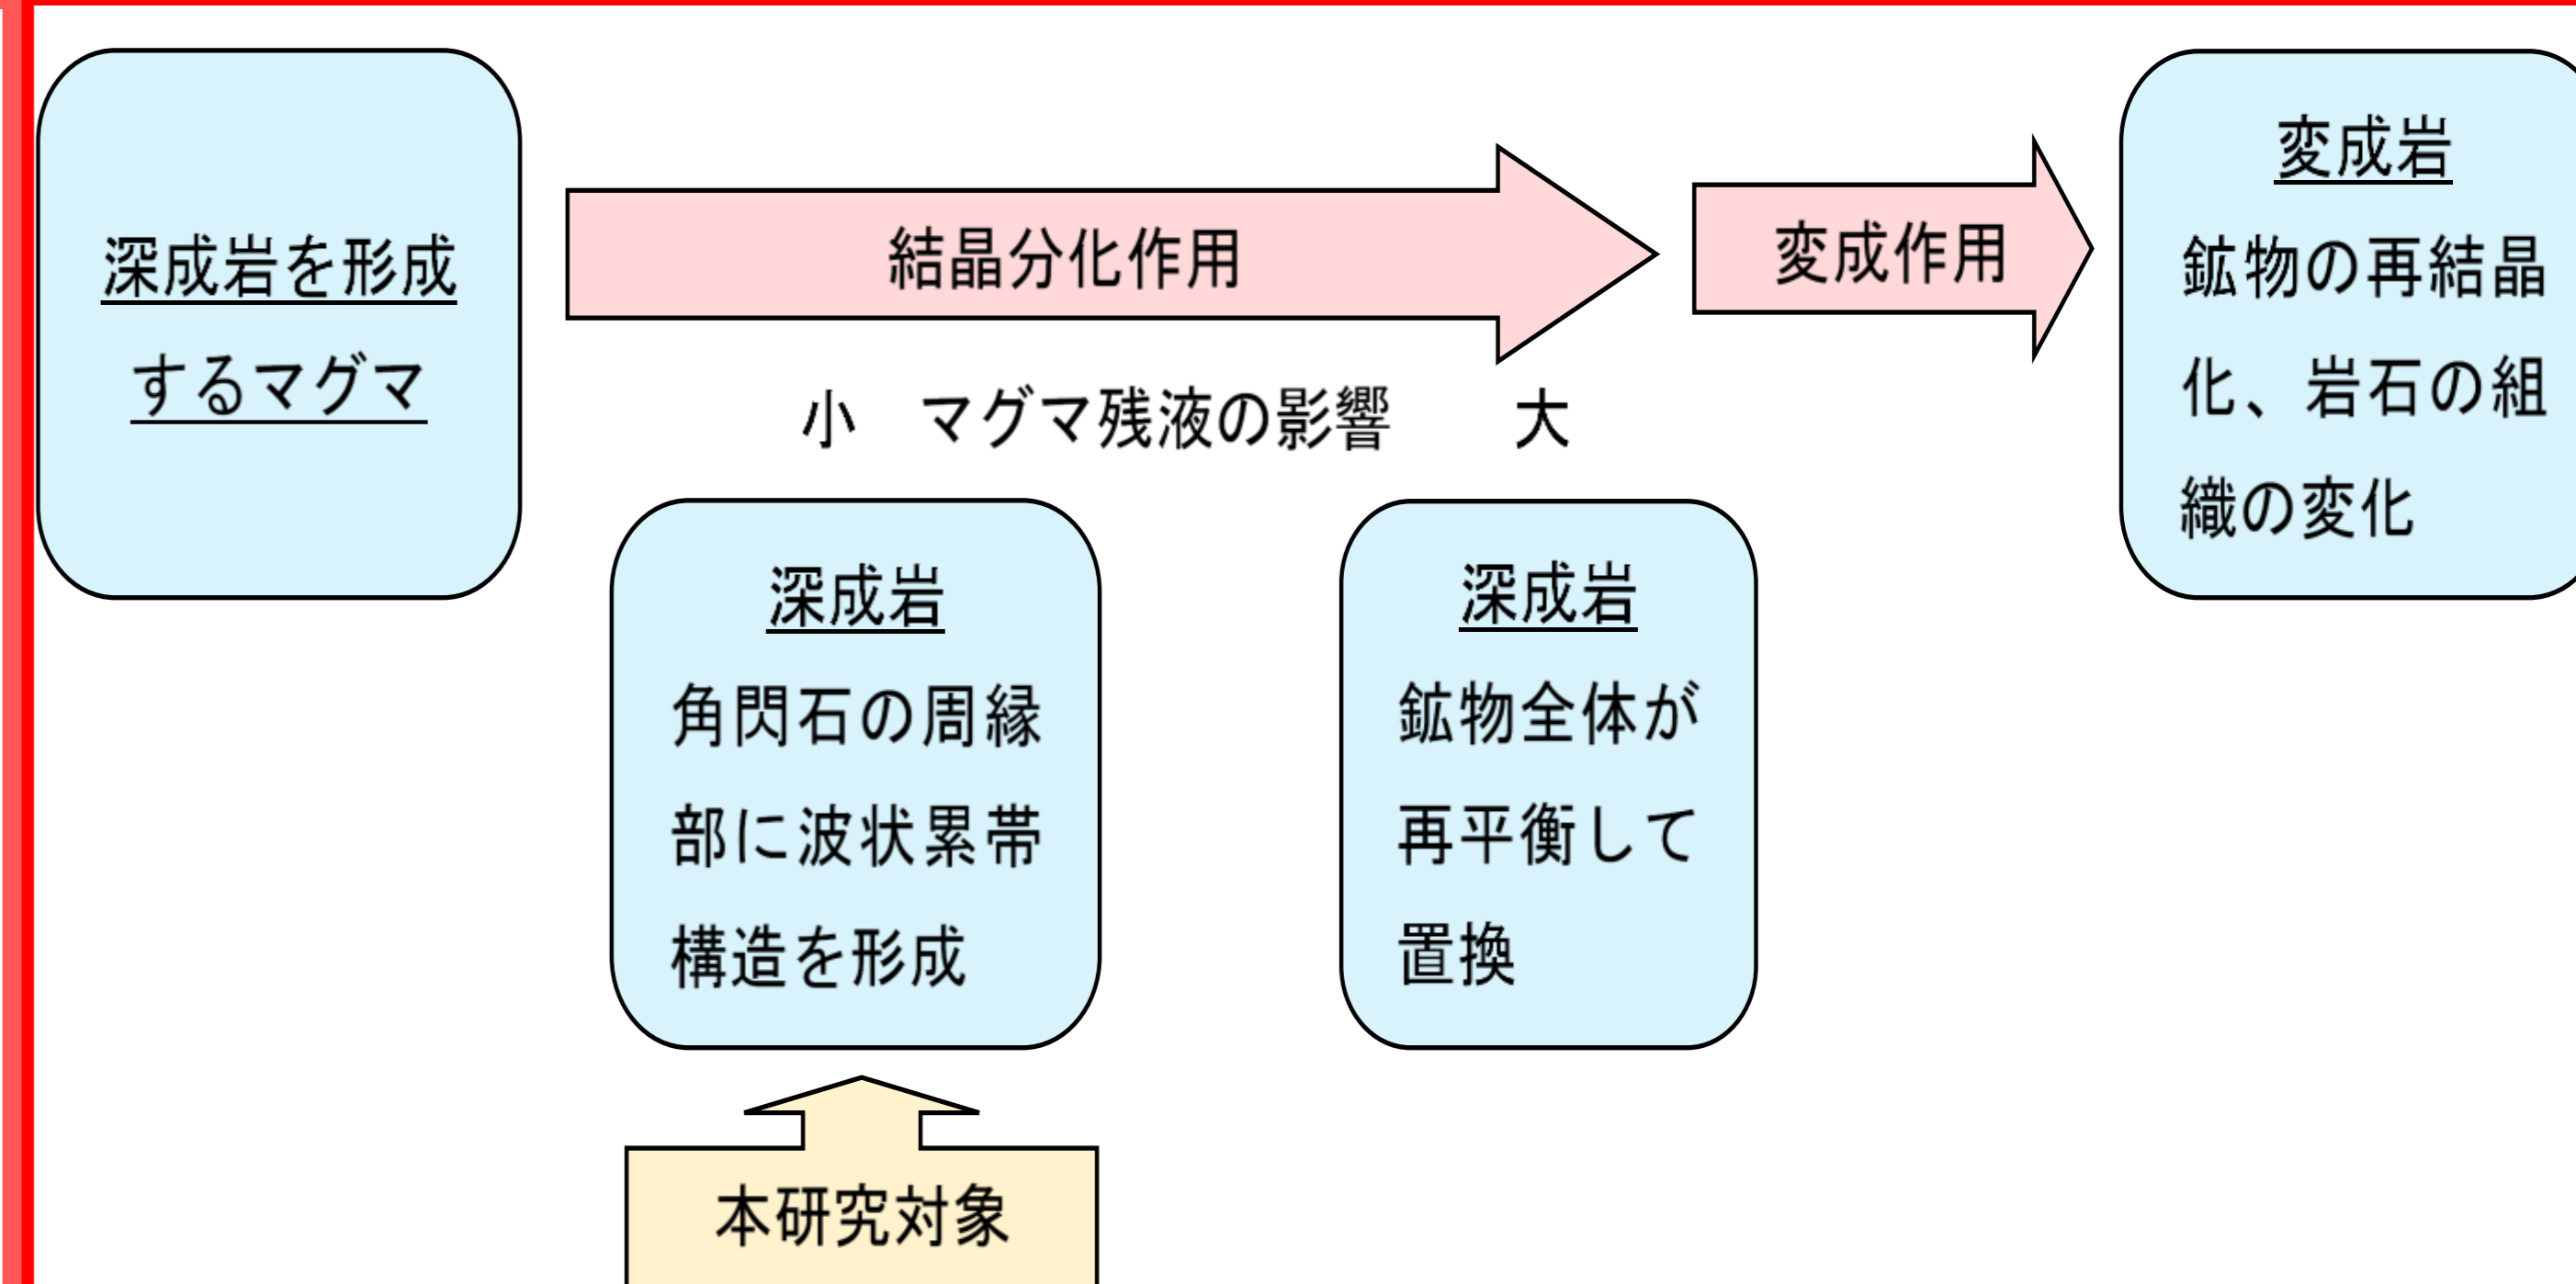 深成岩を形成
するマグマ
結晶分化作用
変成作用
変成岩
鉱物の再結晶
化、岩石の組
織の変化
小 マグマ残液の影響 大
深成岩
角閃石の周縁
部に波状累帯
構造を形成
深成岩
鉱物全体が
再平衡して
置換
本研究対象